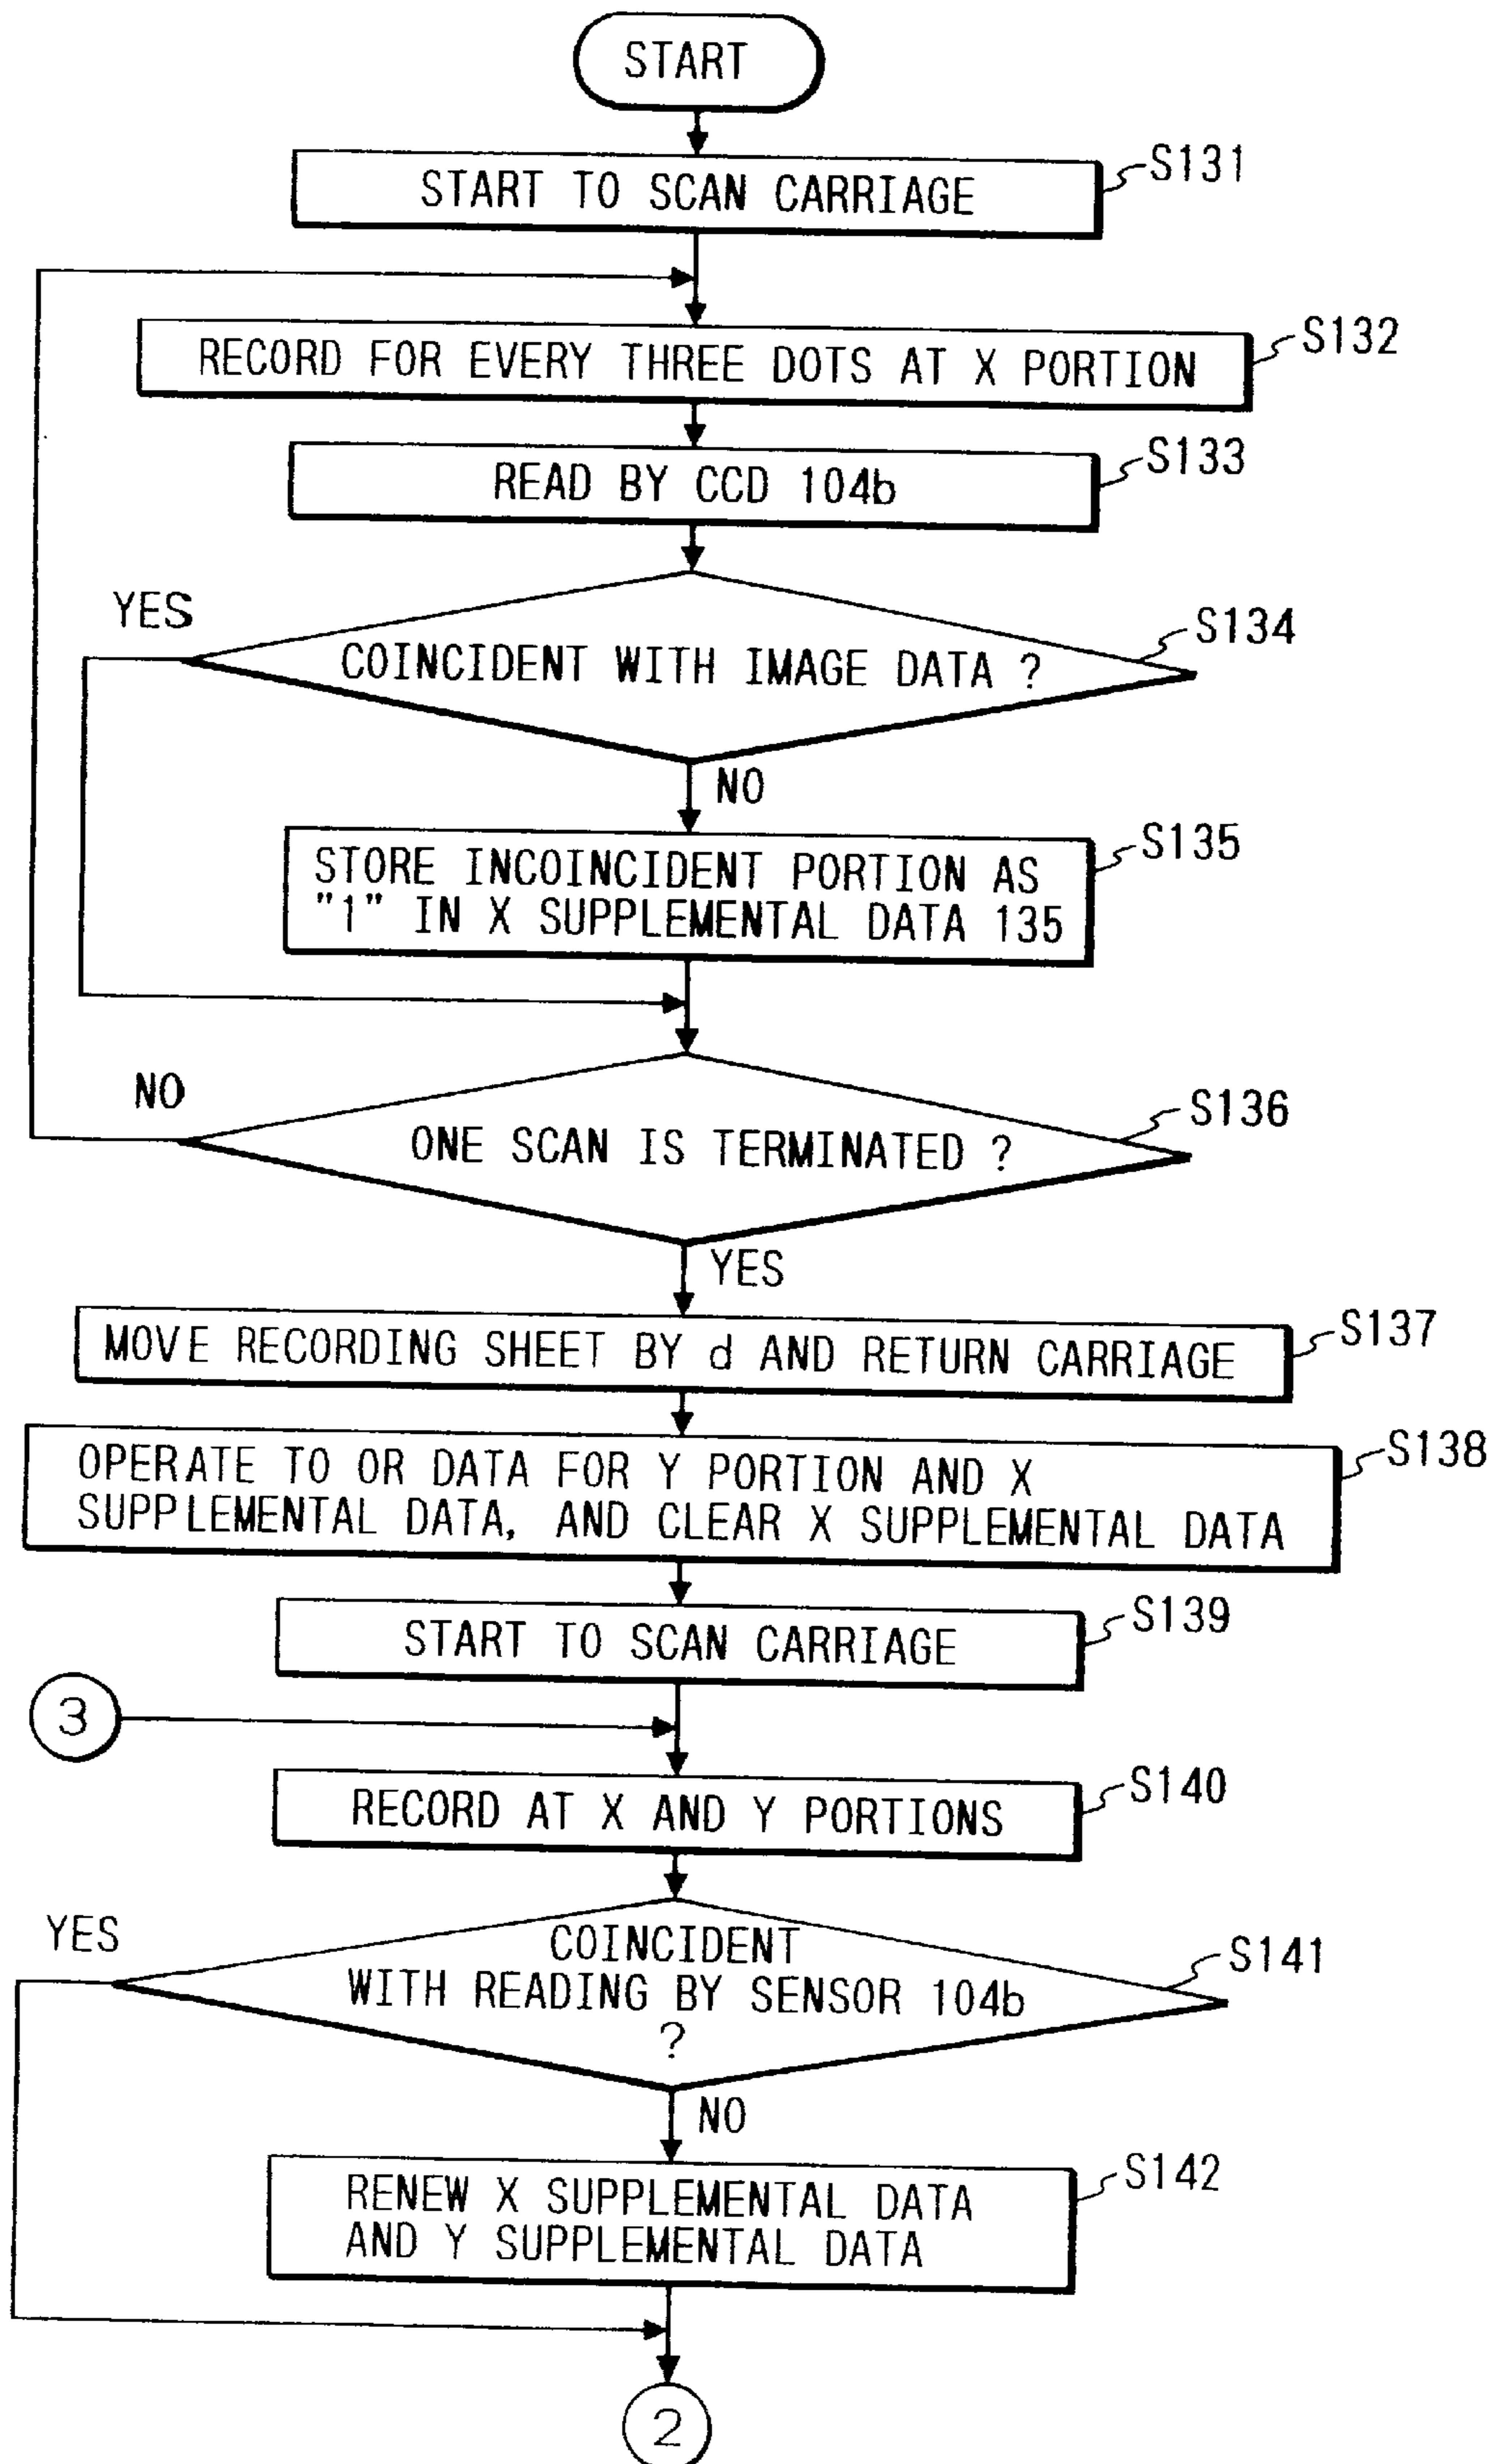 START
S131
START TO SCAN CARRIAGE
S132
RECORD FOR EVERY THREE DOTS AT X PORTION
S133
READ BY CCD 104b
YES
S134
COINCIDENT WITH IMAGE DATA ?
NO
S135
STORE INCOINCIDENT PORTION AS
"1" IN X SUPPLEMENTAL DATA 135
NO
S136
ONE SCAN IS TERMINATED ?
YES
S137
MOVE RECORDING SHEET BY d AND RETURN CARRIAGE
S138
OPERATE TO OR DATA FOR Y PORTION AND X
SUPPLEMENTAL DATA, AND CLEAR X SUPPLEMENTAL DATA
S139
START TO SCAN CARRIAGE
3
S140
RECORD AT X AND Y PORTIONS
YES
S141
COINCIDENT
WITH READING BY SENSOR 104b
?
NO
S142
RENEW X SUPPLEMENTAL DATA
AND Y SUPPLEMENTAL DATA
2